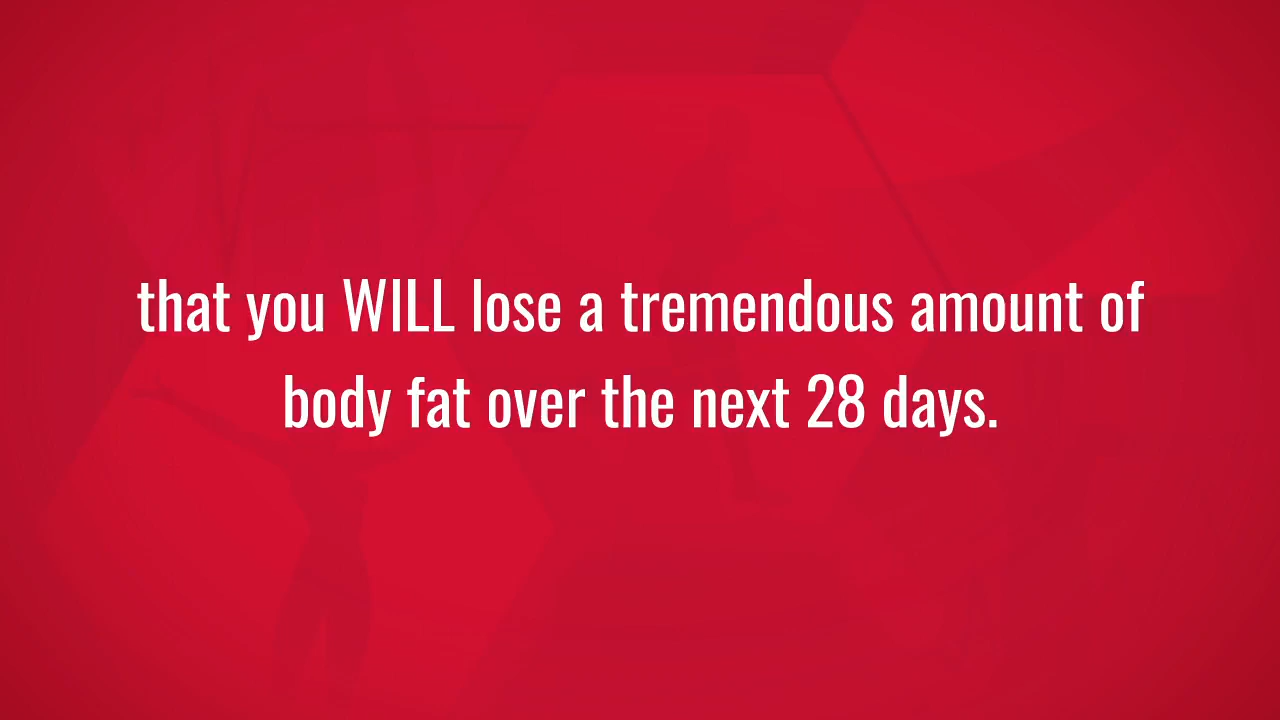 that you WILL lose a tremendous amount of
body fat over the next 28 days.